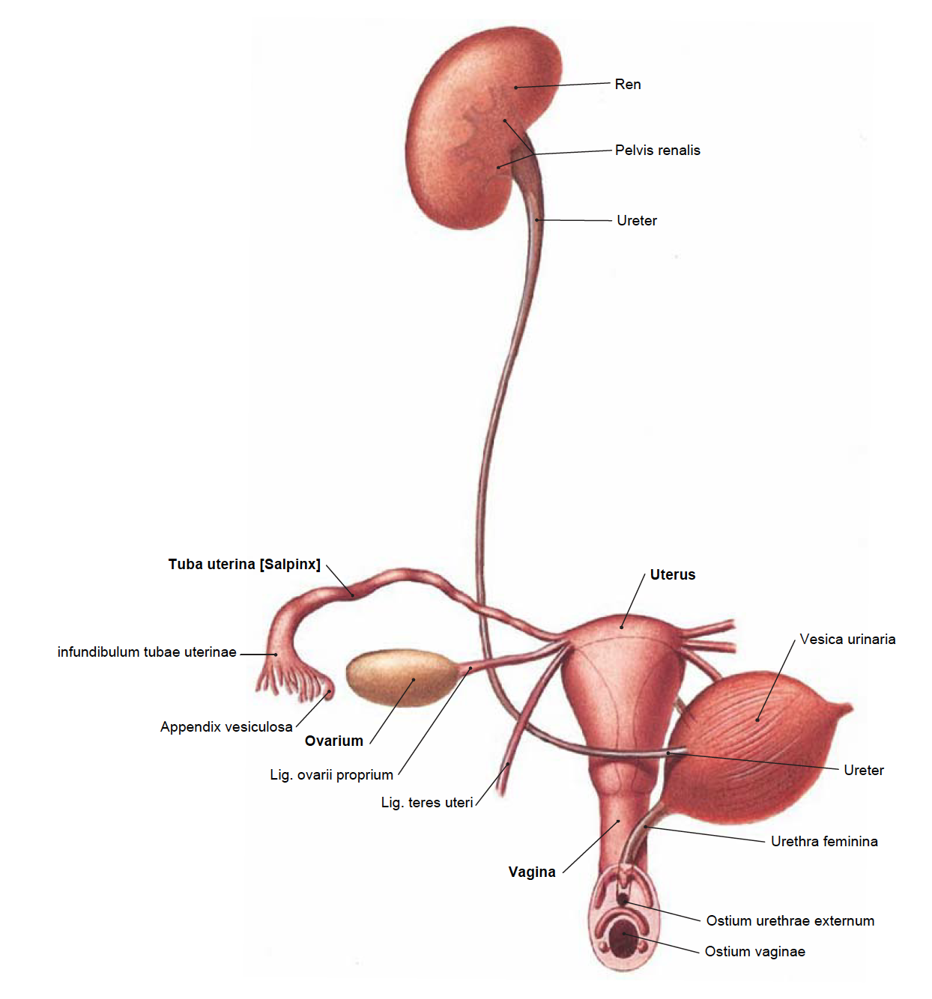 Ren
Pelvis renalis
Ureter
Tuba uterina [Salpinx]
Uterus
Vesica urinaria
infundibulum tubae uterinae
Appendix vesiculosa
Ovarium
Lig. ovarii proprium
Ureter
Lig. teres uteri
Urethra feminina
Vagina
Ostium urethrae externum
Ostium vaginae